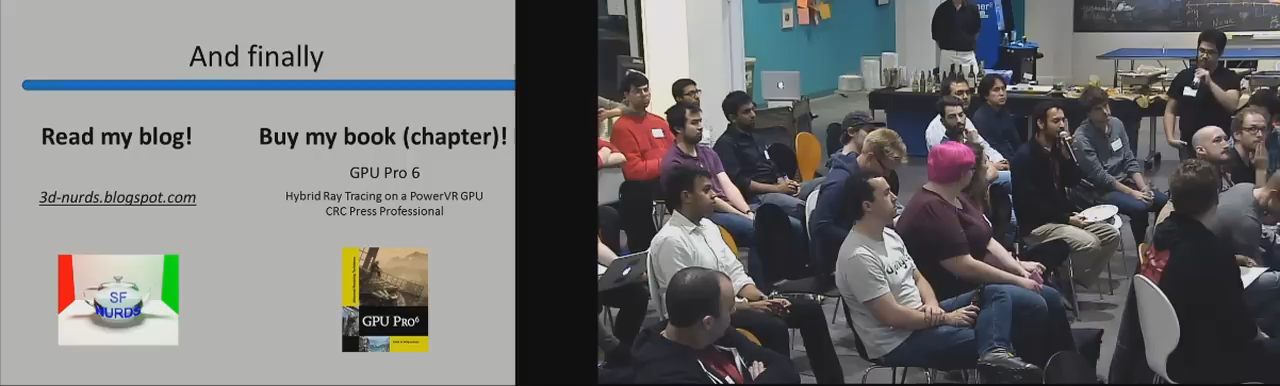 And finally
Read my blog!
Buy my book (chapter)!
GPU Pro 6
3d-nurds.blogspot.com
Hybrid Ray Tracing on a PowerVR GPU
CRC Press Professional
SF
NURDS
GPU PRO6